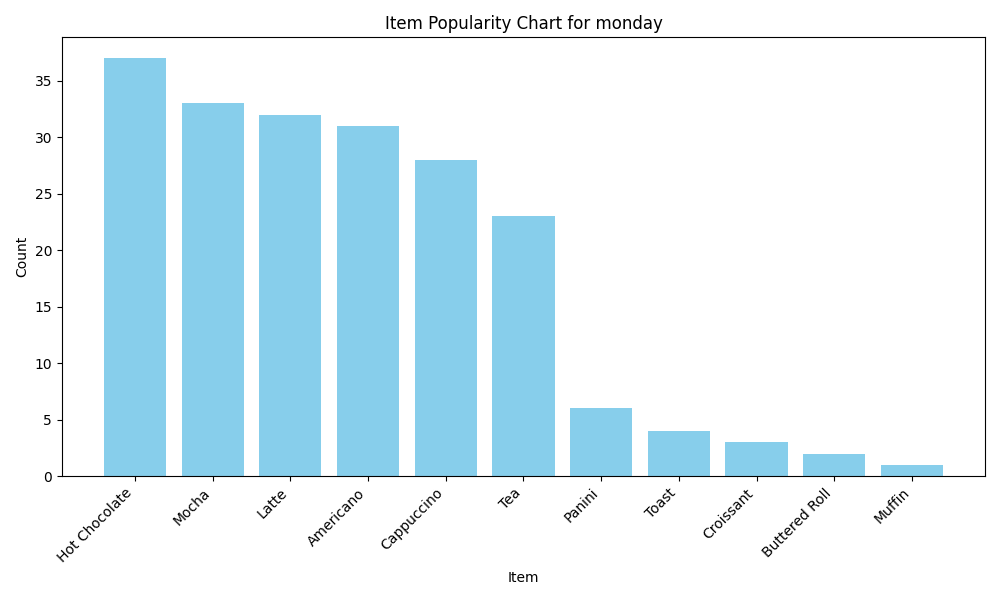 Item Popularity Chart for monday
Count
35
30
25
20
15
10
5
0
Hot Chocolate
Mocha
Latte
Americano
Cappuccino
Tea
Panini
Toast
Croissant
Buttered Roll
Muffin
Item